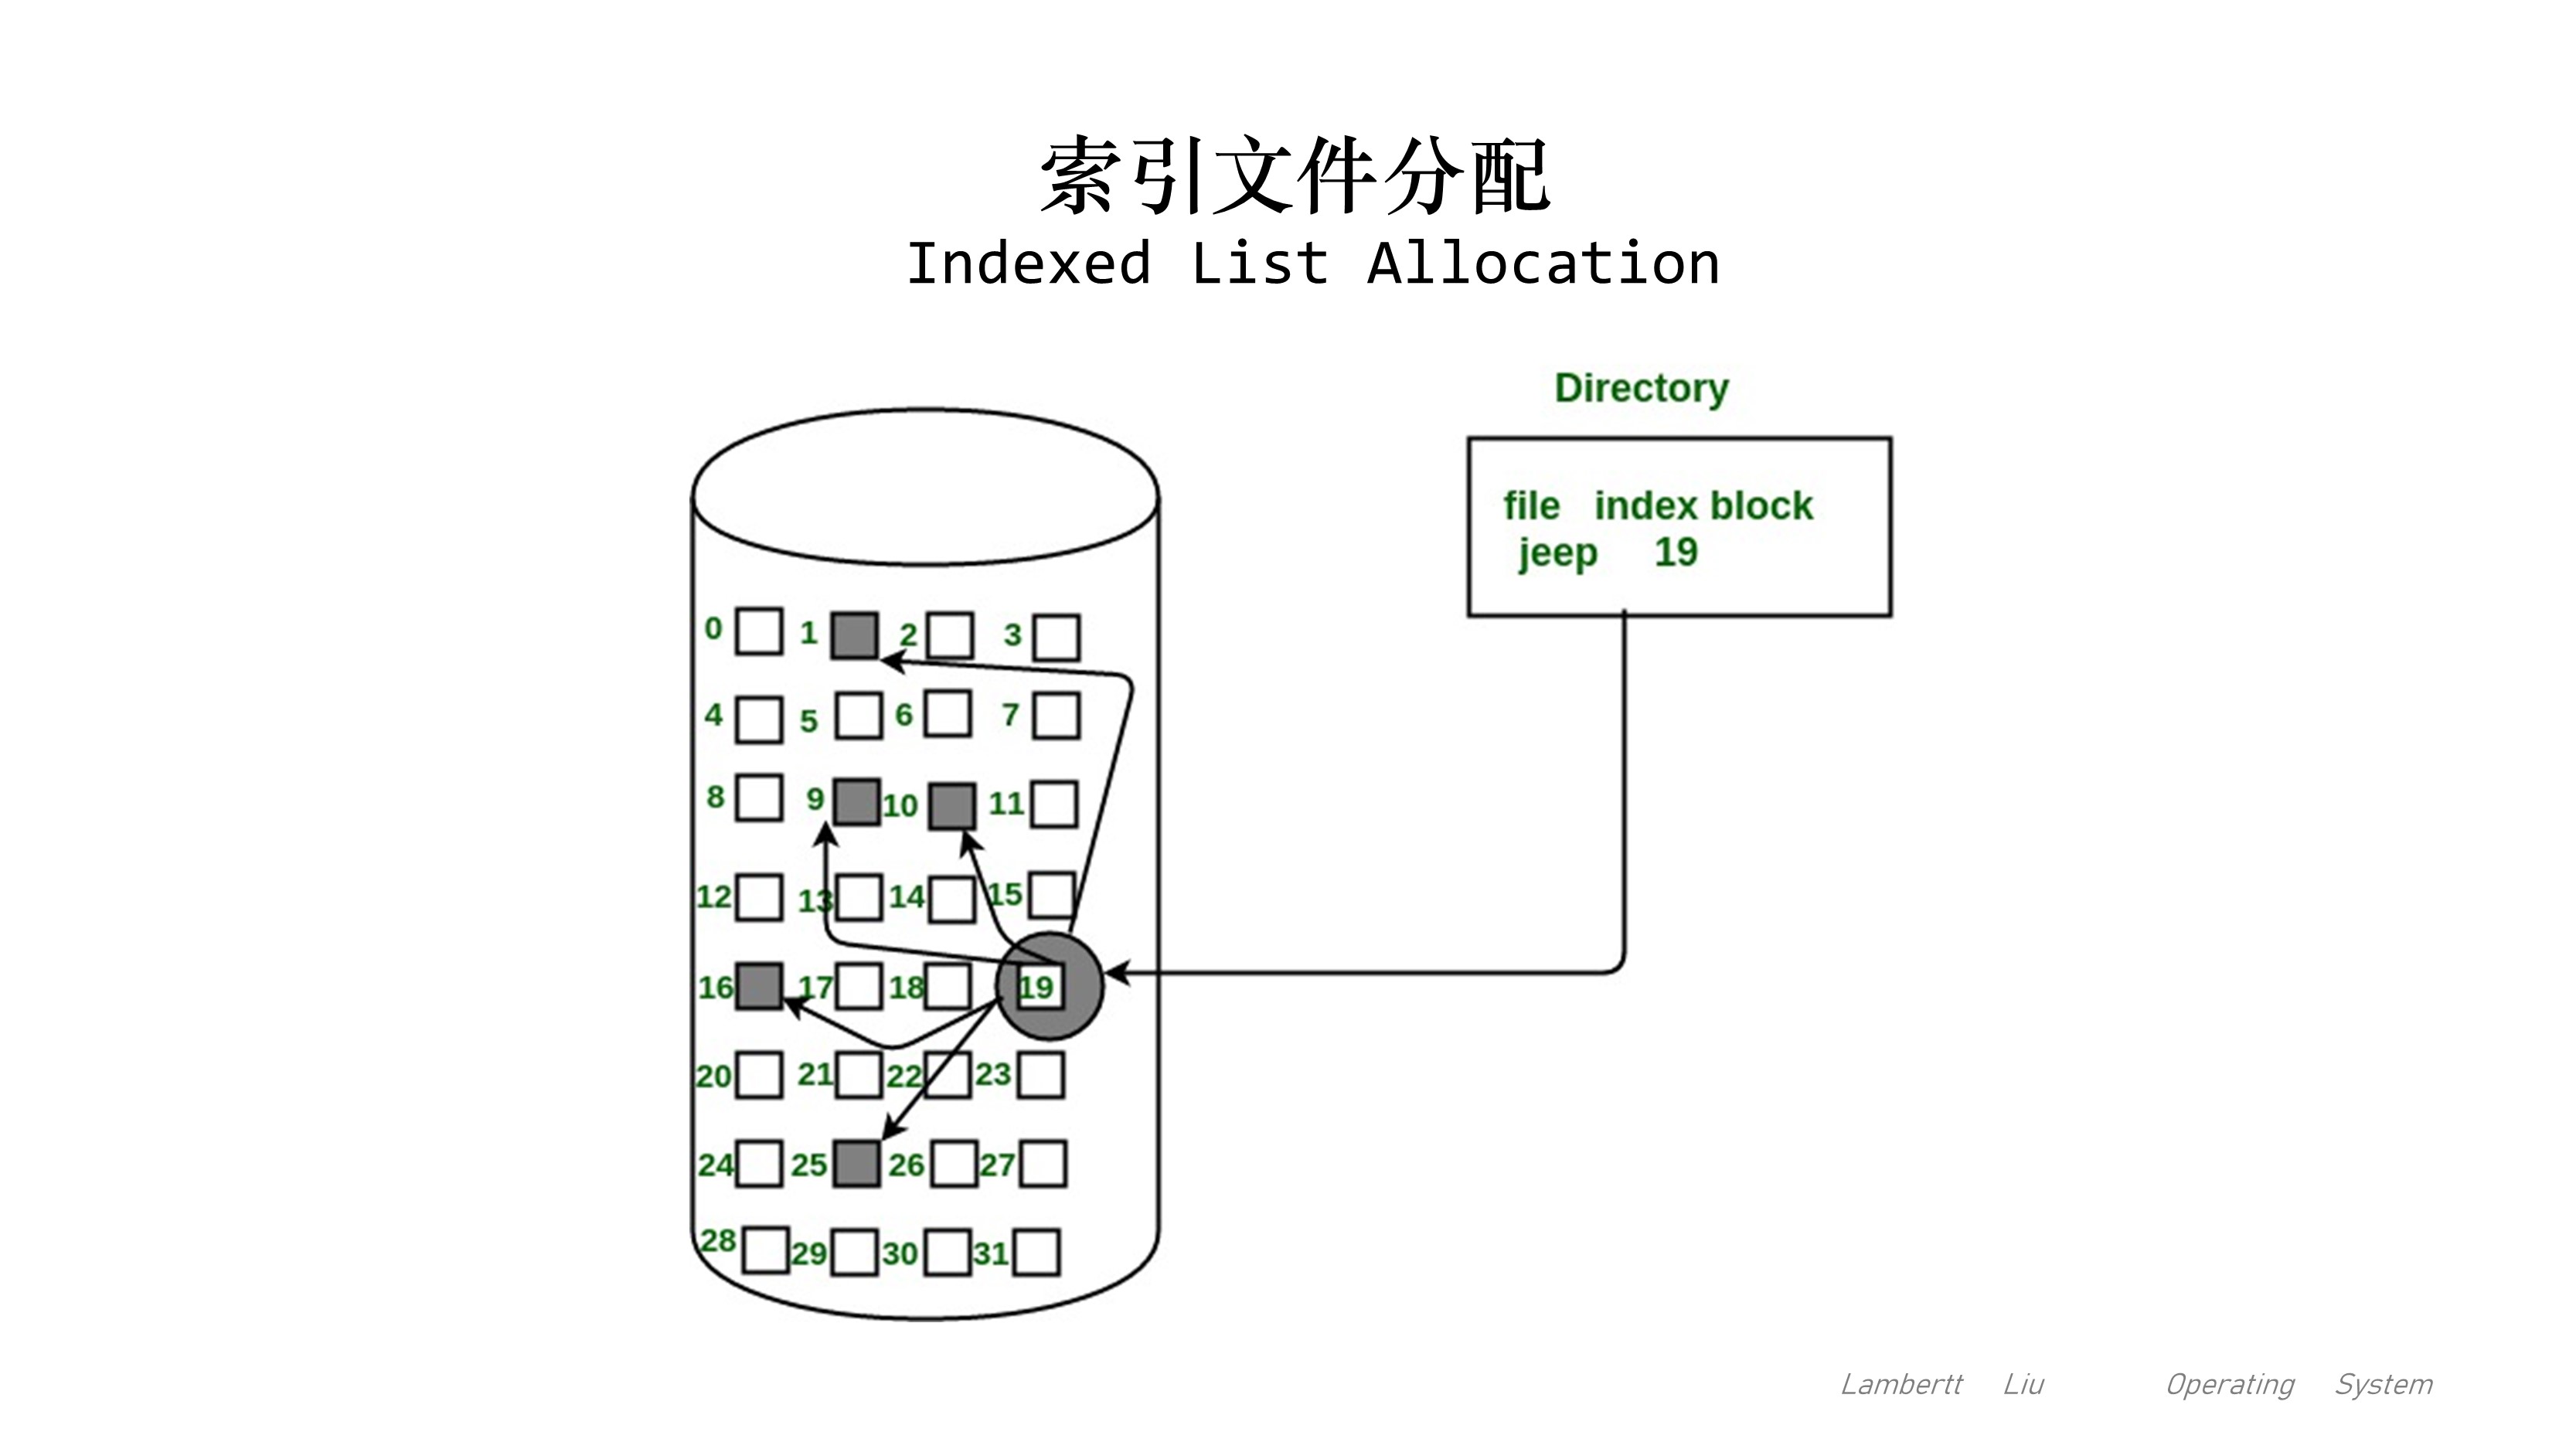 索引文件分配
Indexed List Allocation
Directory
file index block
jeep 19
0 1 2 3
4 5 6 7
8 9 10 11
12 13 14 15
16 17 18 19
20 21 22 23
24 25 26 27
28 29 30 31
Lambertt Liu Operating System